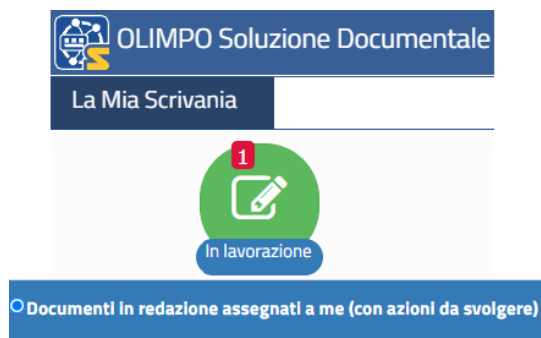 OLIMPO Soluzione Documentale
La Mia Scrivania
1
In lavorazione
Documenti in redazione assegnati a me (con azioni da svolgere)